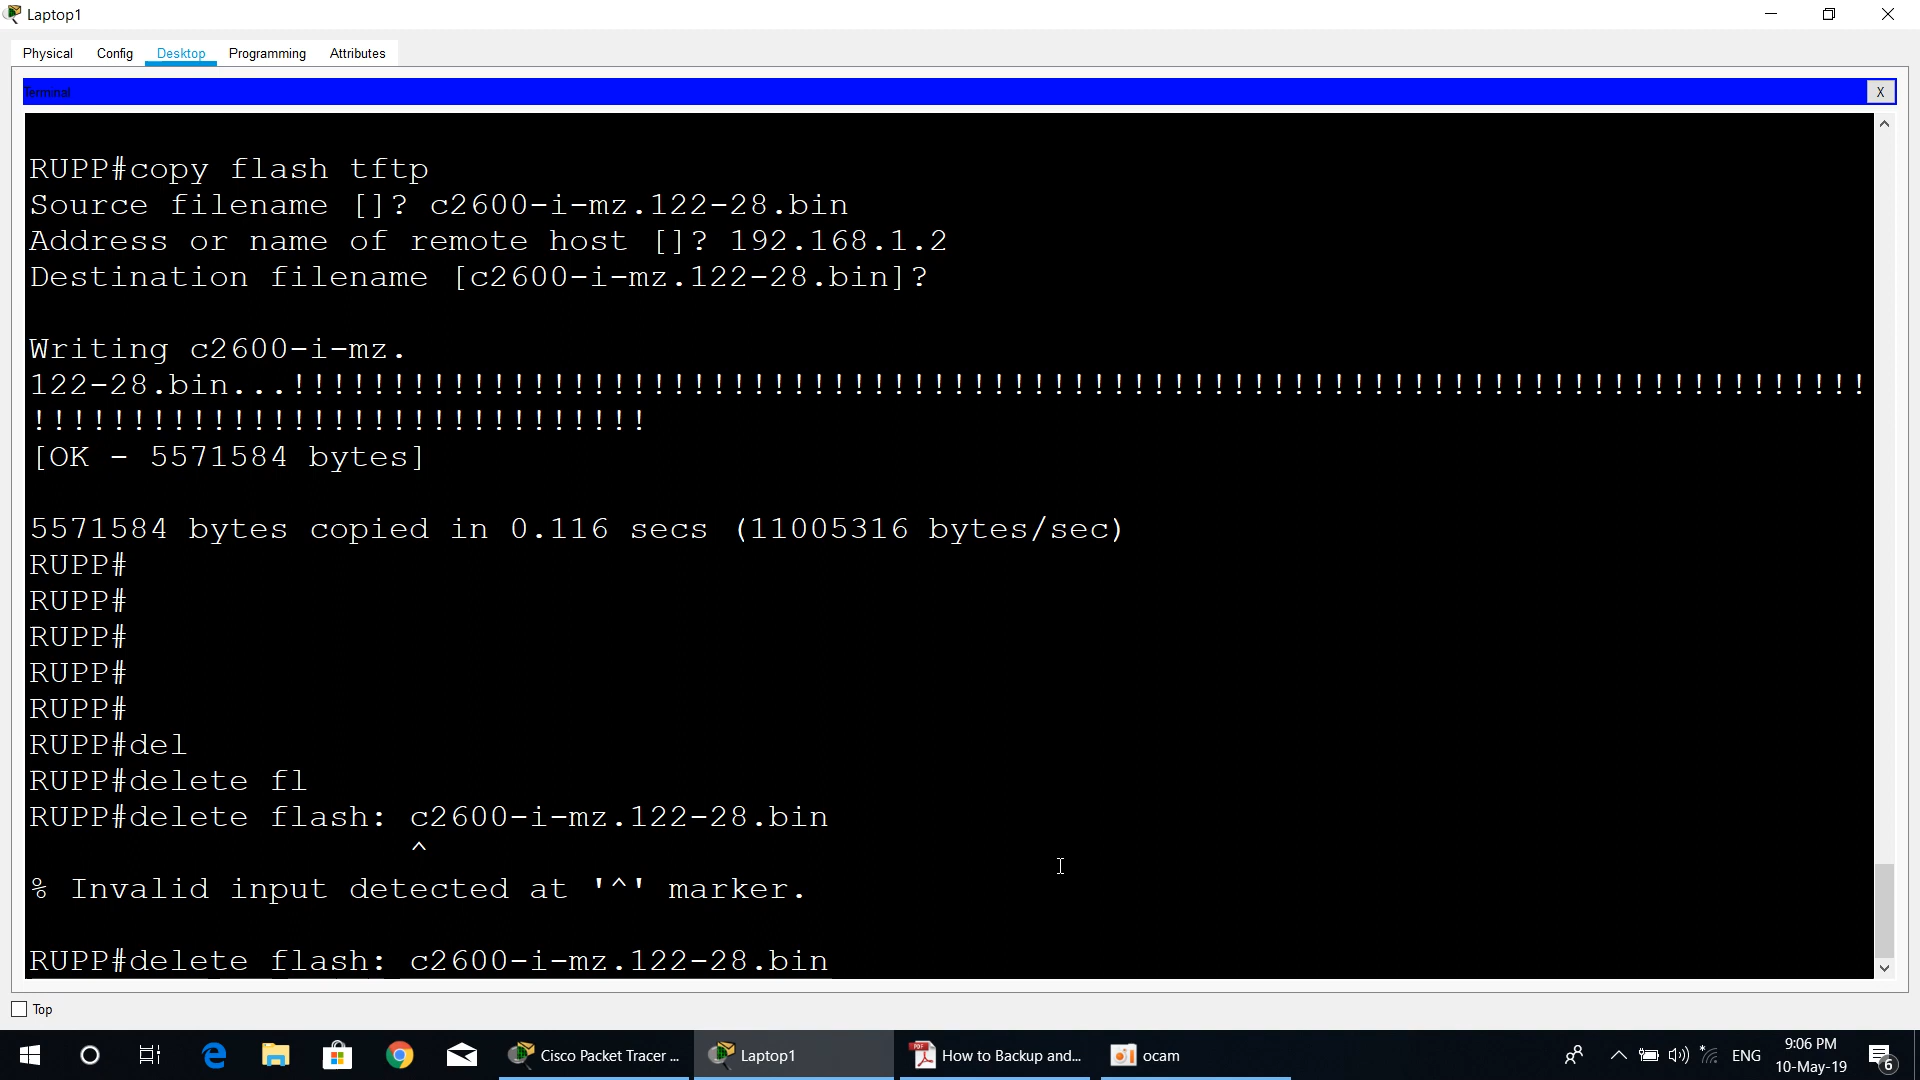 Laptop1
Physical Config Desktop Programming Attributes
Terminal X
RUPP#copy flash tftp
Source filename []? c2600-i-mz.122-28.bin
Address or name of remote host []? 192.168.1.2
Destination filename [c2600-i-mz.122-28.bin]?
Writing c2600-i-mz.
122-28.bin...!!!!!!!!!!!!!!!!!!!!!!!!!!!!!!!!!!!!!!!!!!!!!!!!!!!!!!!!!!!!!!!!!!!!!!!!!!!!!!!
!!!!!!!!!!!!!!!!!!!!!!!!!!!!!!!
[OK - 5571584 bytes]
5571584 bytes copied in 0.116 secs (11005316 bytes/sec)
RUPP#
RUPP#
RUPP#
RUPP#
RUPP#
RUPP#del
RUPP#delete fl
RUPP#delete flash: c2600-i-mz.122-28.bin
^
% Invalid input detected at '^' marker.
RUPP#delete flash: c2600-i-mz.122-28.bin
Top
Cisco Packet Tracer ... Laptop1 How to Backup and... ocam ENG 9:06 PM
10-May-19 6